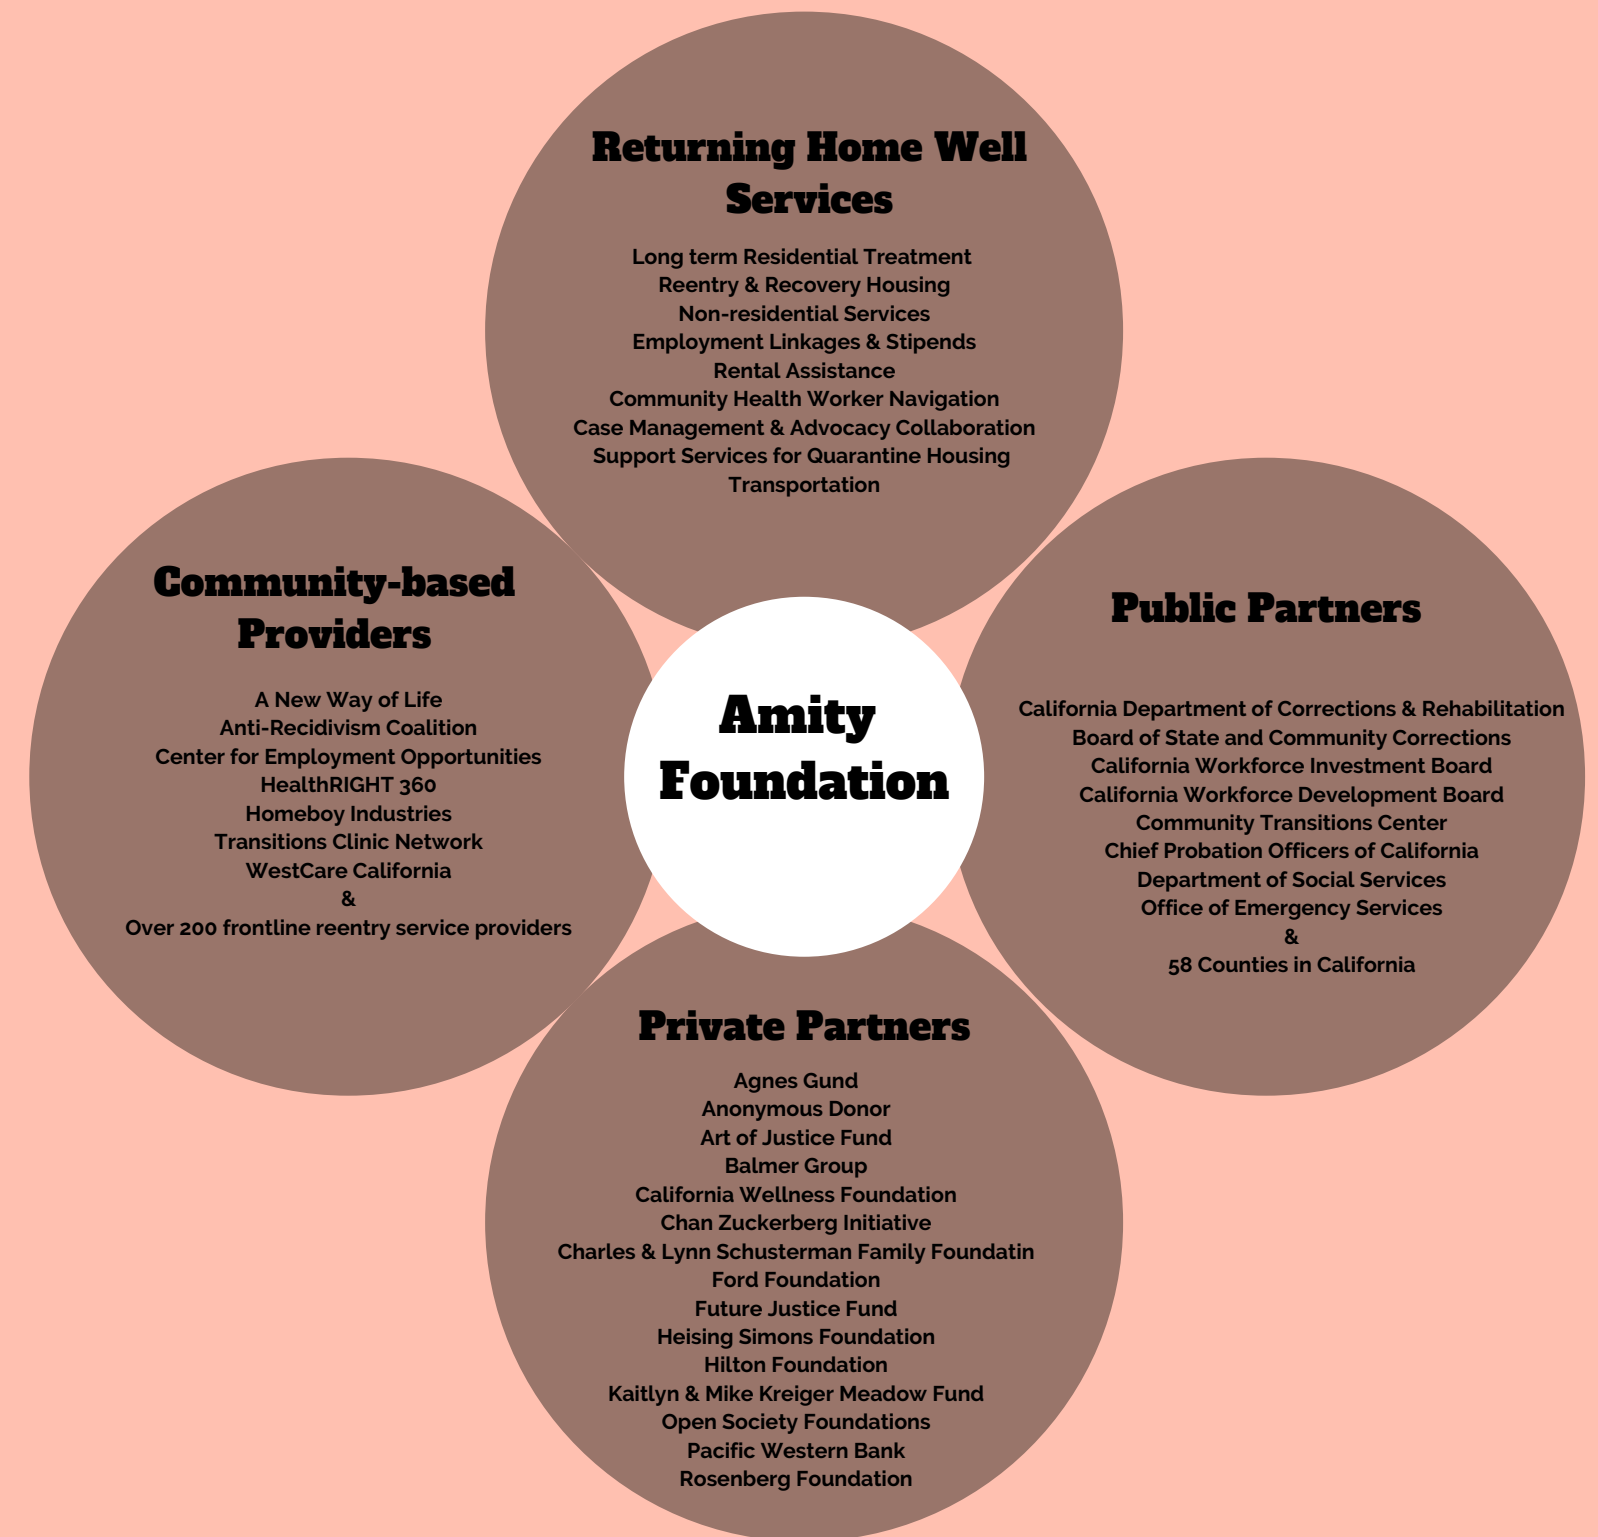 Returning Home Well
Services
Long term Residential Treatment
Reentry & Recovery Housing
Non-residential Services
Employment Linkages & Stipends
Rental Assistance
Community Health Worker Navigation
Case Management & Advocacy Collaboration
Support Services for Quarantine Housing
Transportation
Community-based
Providers
A New Way of Life
Anti-Recidivism Coalition
Center for Employment Opportunities
HealthRIGHT 360
Homeboy Industries
Transitions Clinic Network
WestCare California
&
Over 200 frontline reentry service providers
Amity
Foundation
Public Partners
California Department of Corrections & Rehabilitation
Board of State and Community Corrections
California Workforce Investment Board
California Workforce Development Board
Community Transitions Center
Chief Probation Officers of California
Department of Social Services
Office of Emergency Services
&
58 Counties in California
Private Partners
Agnes Gund
Anonymous Donor
Art of Justice Fund
Balmer Group
California Wellness Foundation
Chan Zuckerberg Initiative
Charles & Lynn Schusterman Family Foundatin
Ford Foundation
Future Justice Fund
Heising Simons Foundation
Hilton Foundation
Kaitlyn & Mike Kreiger Meadow Fund
Open Society Foundations
Pacific Western Bank
Rosenberg Foundation